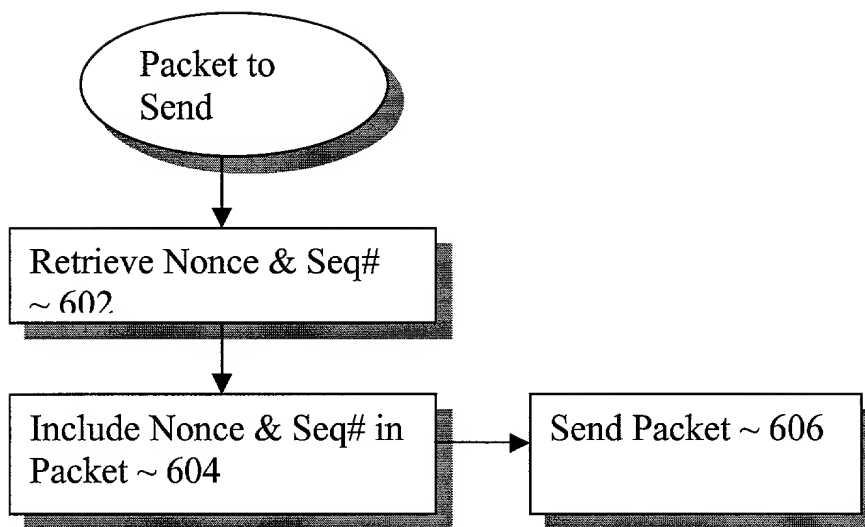 Packet to
Send
Retrieve Nonce & Seq#
~ 602
Include Nonce & Seq# in
Packet ~ 604
Send Packet ~ 606